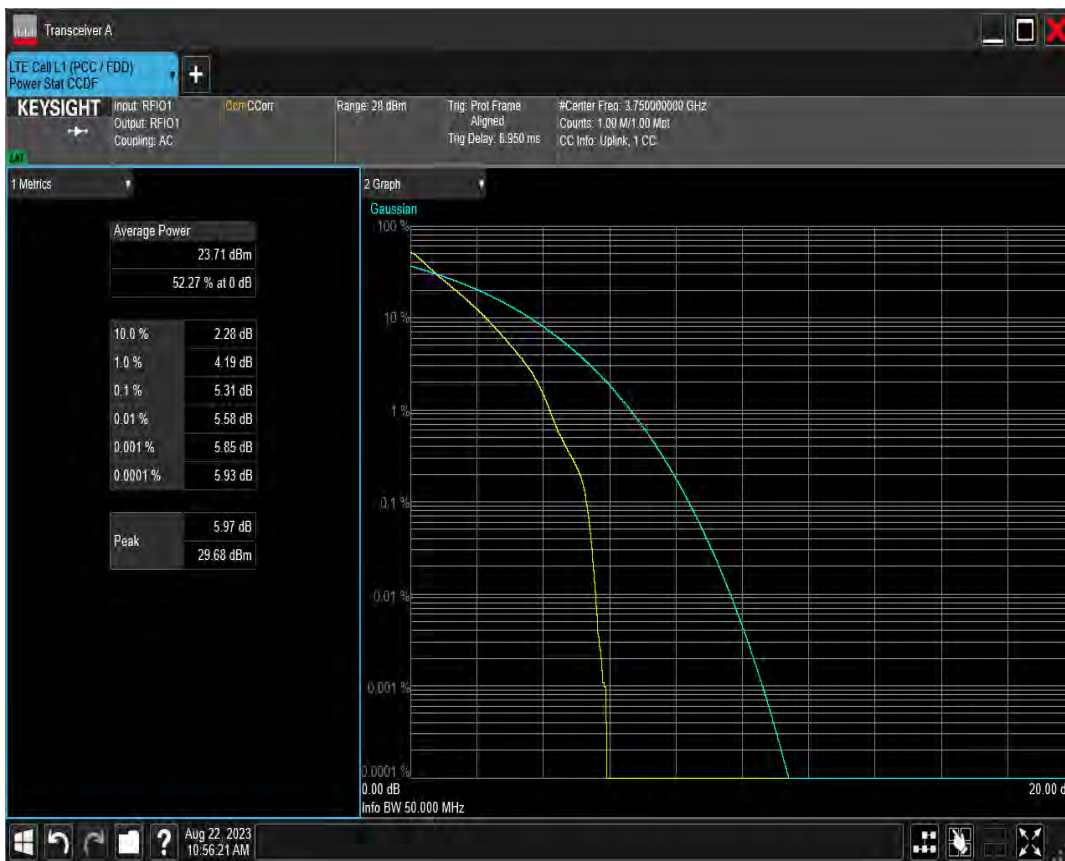 Transceiver A
LTE Cell L1 (PCC / FDD)
Power Stat CCDF
KEYSIGHT
Input: RFIO1
Output: RFIO1
Coupling: AC
Corr CCorr
Range: 28 dBm
Trig: Prot Frame
Aligned
Trig Delay: 8.950 ms
#Center Freq: 3.750000000 GHz
Counts: 1.00 M/1.00 Mpt
CC Info: Uplink, 1 CC
1 Metrics
Average Power
23.71 dBm
52.27 % at 0 dB
10.0 % 2.28 dB
1.0 % 4.19 dB
0.1 % 5.31 dB
0.01 % 5.58 dB
0.001 % 5.85 dB
0.0001 % 5.93 dB
Peak
5.97 dB
29.68 dBm
2 Graph
Gaussian
100 %
10 %
1 %
0.1 %
0.01 %
0.001 %
0.0001 %
0.00 dB
20.00 d
Info BW 50.000 MHz
?
Aug 22, 2023
10:56:21 AM